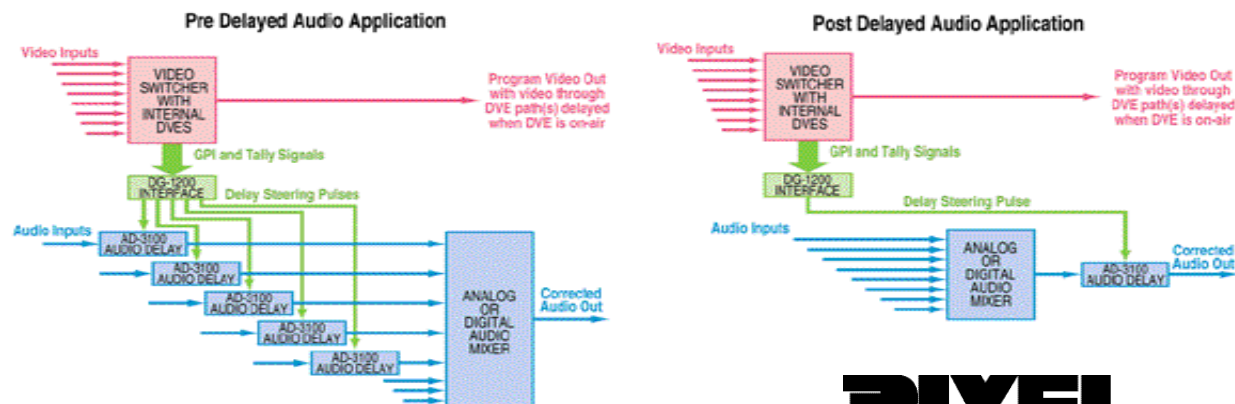 Pre Delayed Audio Application
Video Inputs
VIDEO
SWITCHER
WITH
INTERNAL
DVES
Program Video Out
with video through
DVE path(s) delayed
when DVE is on-air
GPI and Tally Signals
DG-1200
INTERFACE
Delay Steering Pulses
Audio Inputs
AD-3100
AUDIO DELAY
AD-3100
AUDIO DELAY
AD-3100
AUDIO DELAY
AD-3100
AUDIO DELAY
AD-3100
AUDIO DELAY
ANALOG
OR
DIGITAL
AUDIO
MIXER
Corrected
Audio Out
Post Delayed Audio Application
Video Inputs
VIDEO
SWITCHER
WITH
INTERNAL
DVES
Program Video Out
with video through
DVE path(s) delayed
when DVE is on-air
GPI and Tally Signals
DG-1200
INTERFACE
Delay Steering Pulse
Audio Inputs
ANALOG
OR
DIGITAL
AUDIO
MIXER
AD-3100
AUDIO DELAY
Corrected
Audio Out